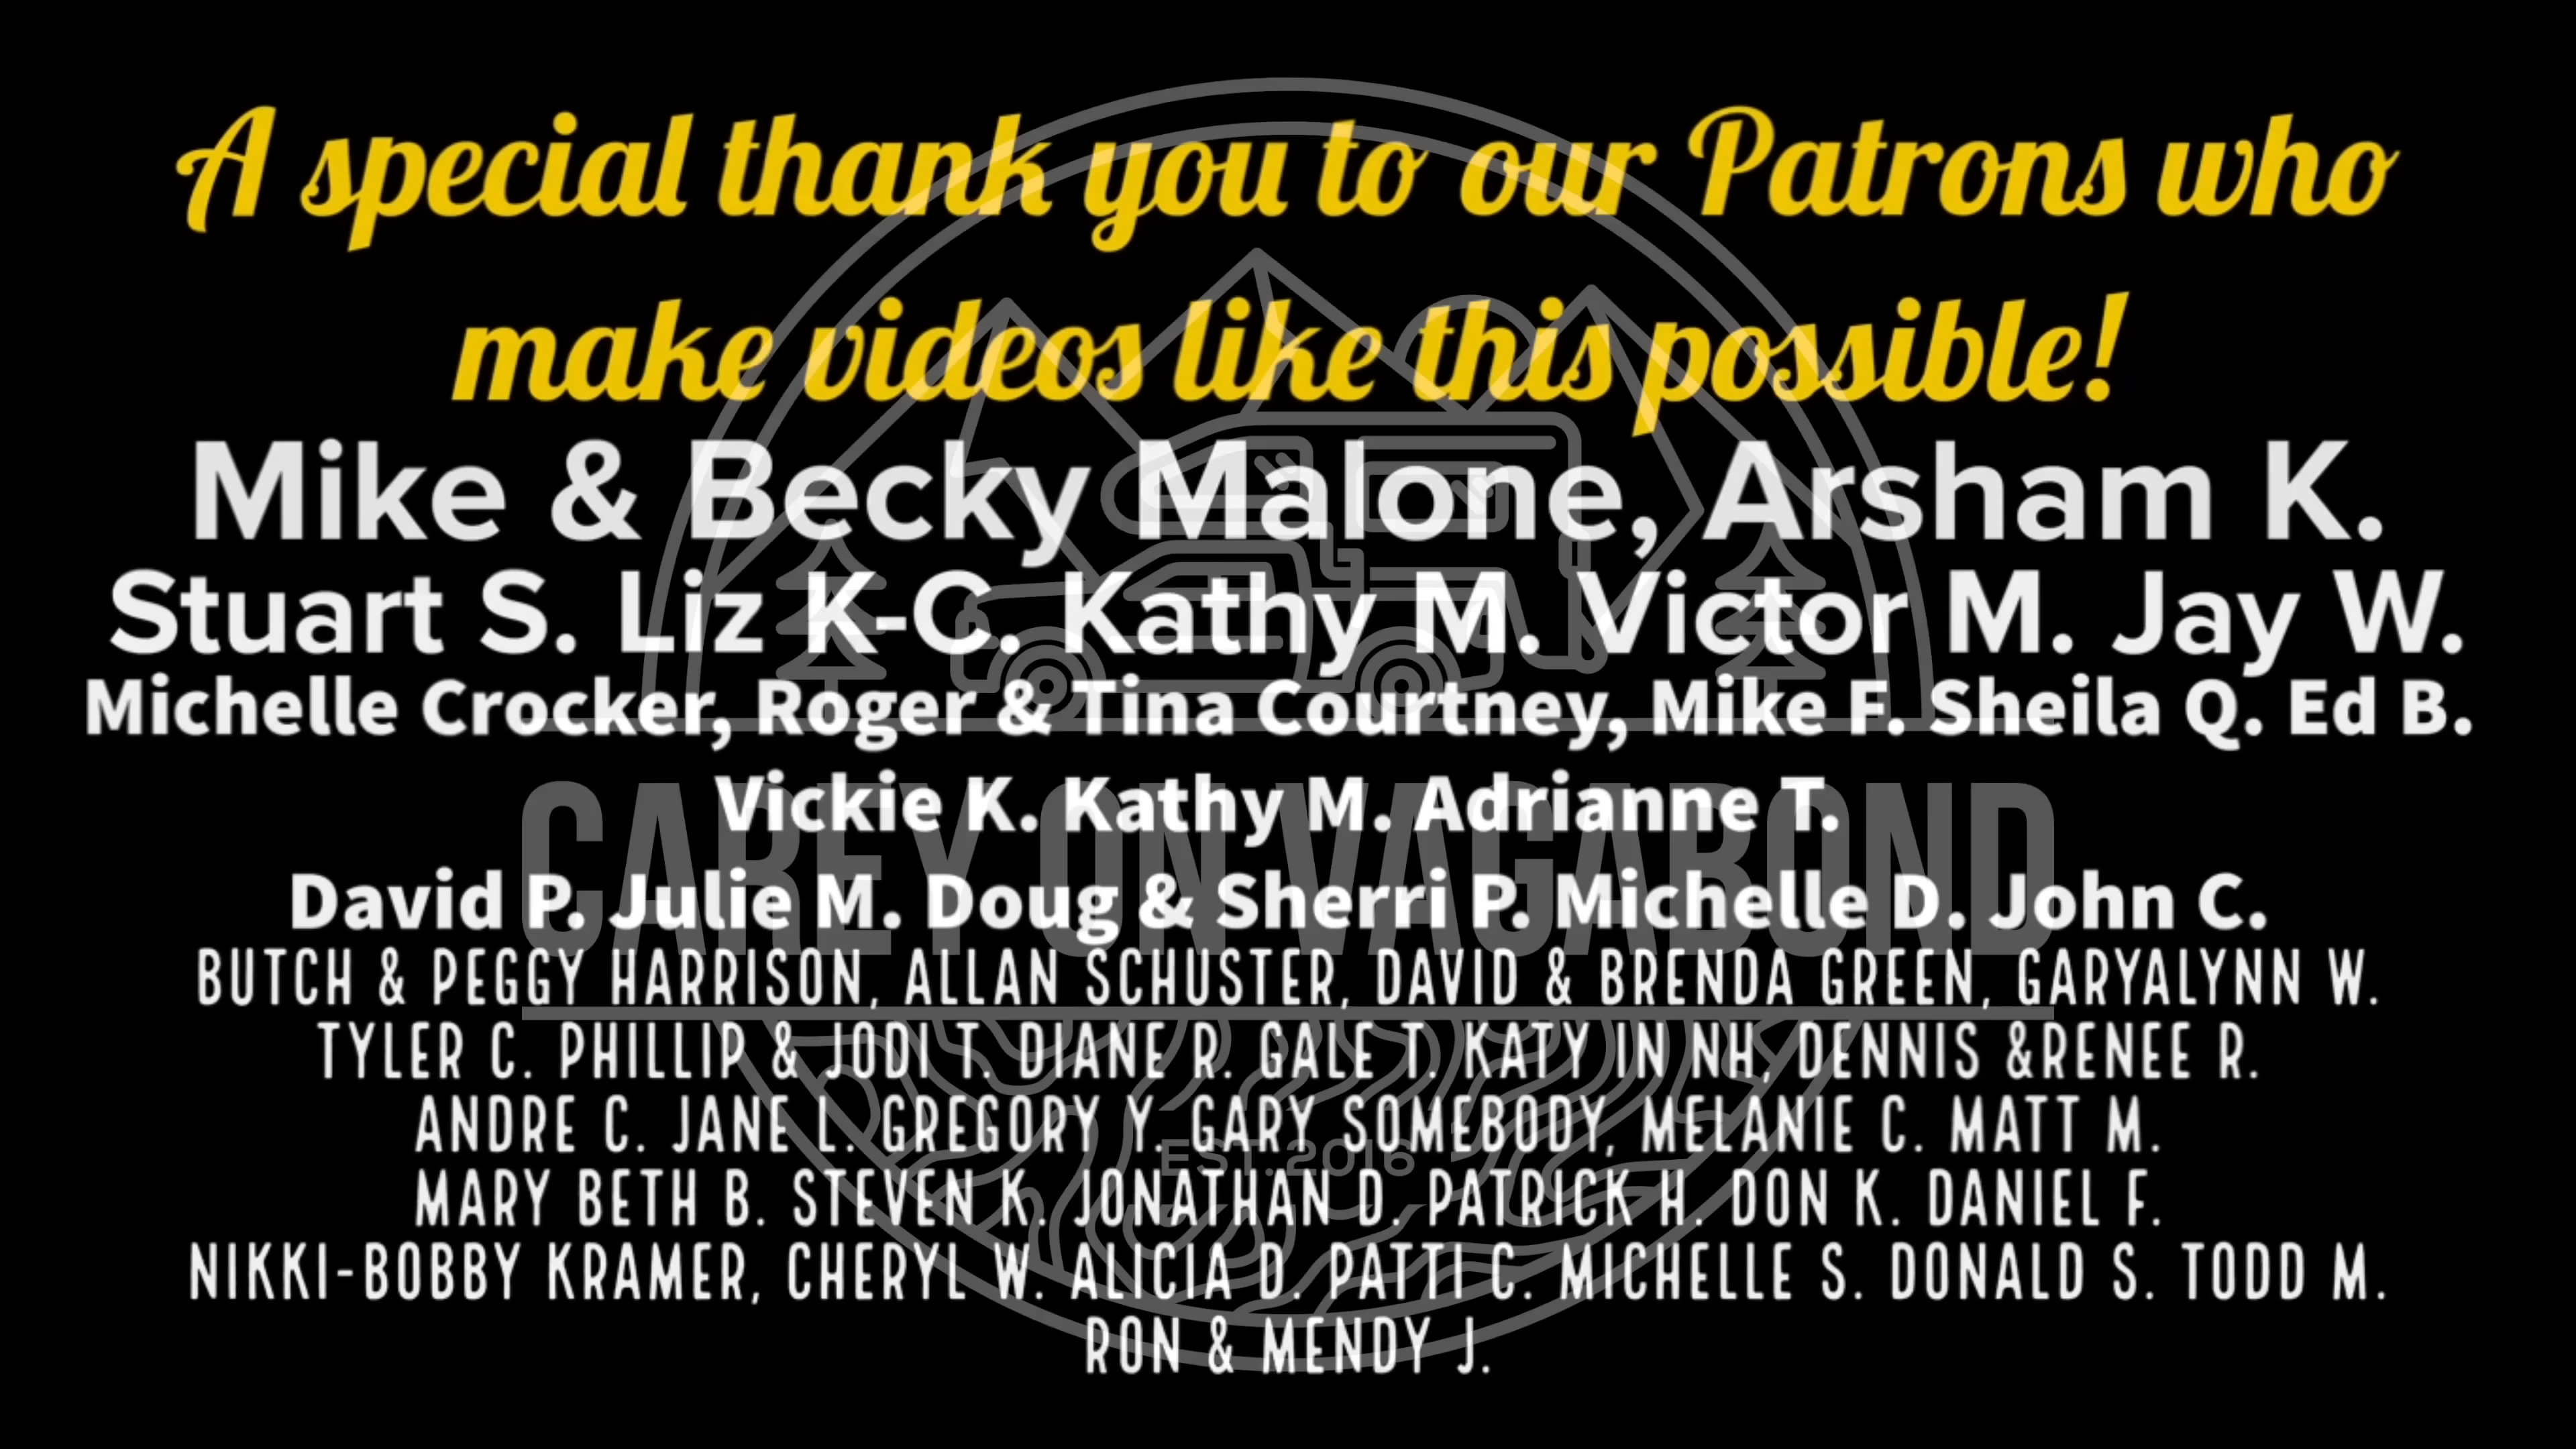 A special thank you to our Patrons who
make videos like this possible!
Mike & Becky Malone, Arsham K.
Stuart S. Liz K-C. Kathy M. Victor M. Jay W.
Michelle Crocker, Roger & Tina Courtney, Mike F. Sheila Q. Ed B.
Vickie K. Kathy M. Adrianne T.
CAREY ON VAGABOND
David P. Julie M. Doug & Sherri P. Michelle D. John C.
BUTCH & PEGGY HARRISON, ALLAN SCHUSTER, DAVID & BRENDA GREEN, GARYALYNN W.
TYLER C. PHILLIP & JODI T. DIANE R. GALE T. KATY IN NH, DENNIS &RENEE R.
ANDRE C. JANE L. GREGORY Y. GARY SOMEBODY, MELANIE C. MATT M.
EST. 2016
MARY BETH B. STEVEN K. JONATHAN D. PATRICK H. DON K. DANIEL F.
NIKKI-BOBBY KRAMER, CHERYL W. ALICIA D. PATTI C. MICHELLE S. DONALD S. TODD M.
RON & MENDY J.